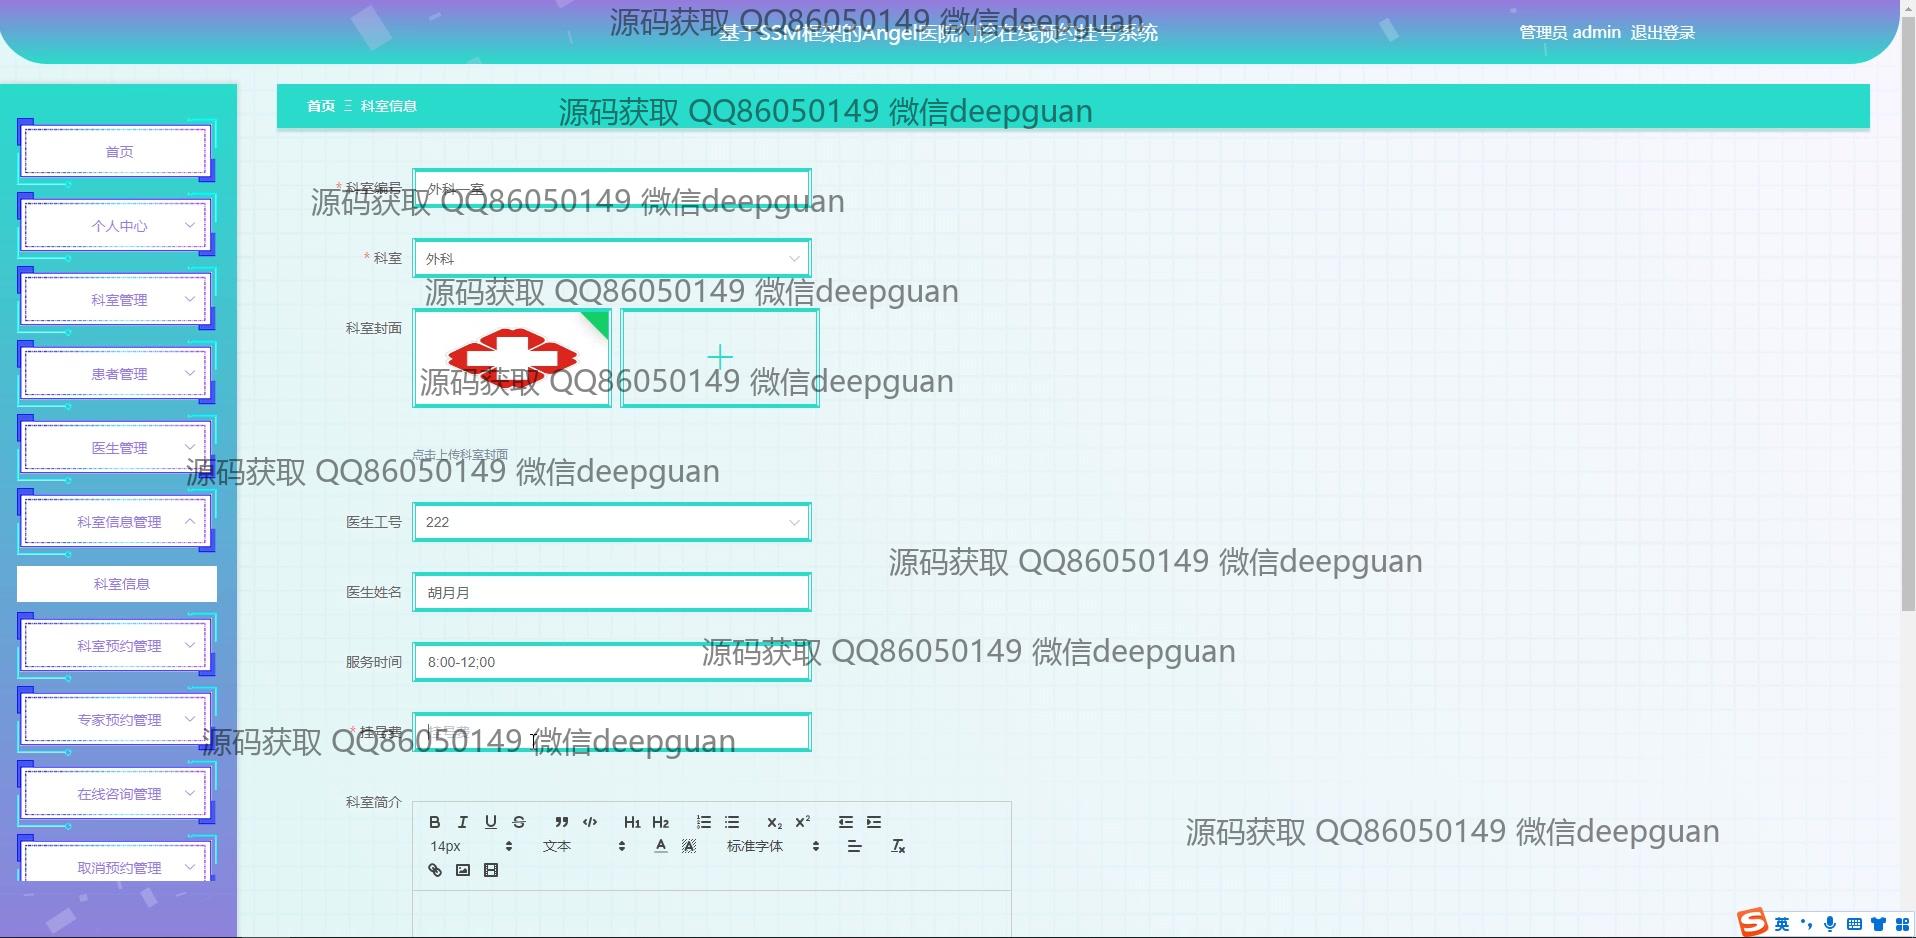 源码获取 QQ86050149 微信deepguan
基于SSM框架的Angel医院门诊在线预约挂号系统
管理员 admin 退出登录
首页 科室信息
源码获取 QQ86050149 微信deepguan
首页
* 科室编号 外科一室
源码获取 QQ86050149 微信deepguan
个人中心
* 科室 外科
源码获取 QQ86050149 微信deepguan
科室管理
科室封面
患者管理
源码获取 QQ86050149 微信deepguan
医生管理
点击上传科室封面
源码获取 QQ86050149 微信deepguan
科室信息管理
医生工号 222
源码获取 QQ86050149 微信deepguan
科室信息
医生姓名 胡月月
科室预约管理
服务时间 8:00-12;00
源码获取 QQ86050149 微信deepguan
专家预约管理
* 挂号费 挂号费
源码获取 QQ86050149 微信deepguan
在线咨询管理
科室简介
B I U S H1 H2 X2 X2
14px 文本 A A 标准字体 Tx
源码获取 QQ86050149 微信deepguan
取消预约管理
S 英